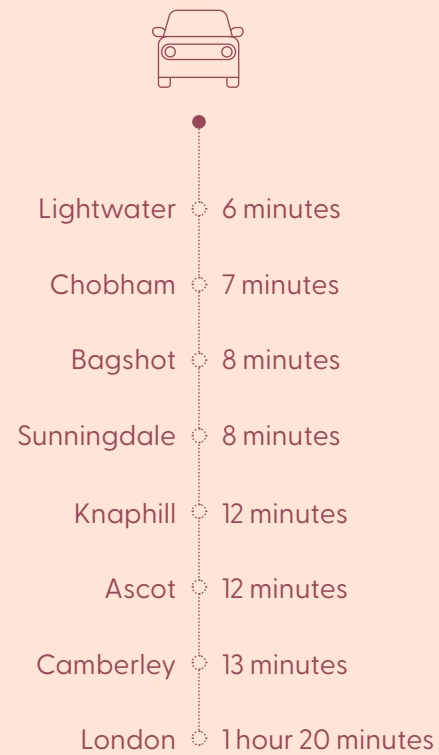 Lightwater 6 minutes
Chobham 7 minutes
Bagshot 8 minutes
Sunningdale 8 minutes
Knaphill 12 minutes
Ascot 12 minutes
Camberley 13 minutes
London 1 hour 20 minutes